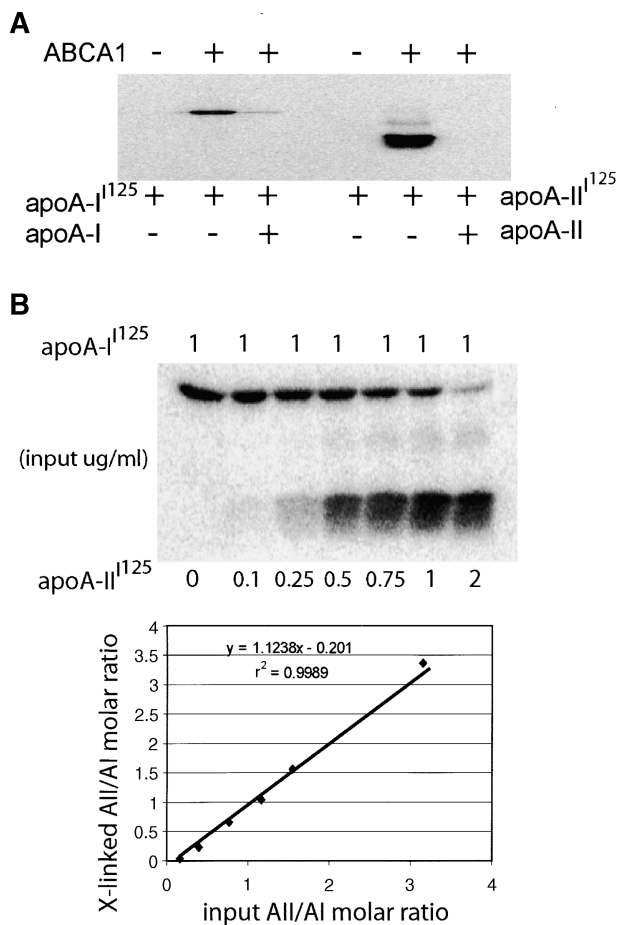 A
ABCA1 - + + - + +
apoA-I^I125 + + + + + + apoA-II^I125
apoA-I - - + - - + apoA-II
B
apoA-I^I125 1 1 1 1 1 1 1
(input ug/ml)
apoA-II^I125 0 0.1 0.25 0.5 0.75 1 2
4
y = 1.1238x - 0.201
3.5
r² = 0.9989
3
2.5
2
1.5
1
0.5
0
X-linked AII/AI molar ratio
0 1 2 3 4
input AII/AI molar ratio